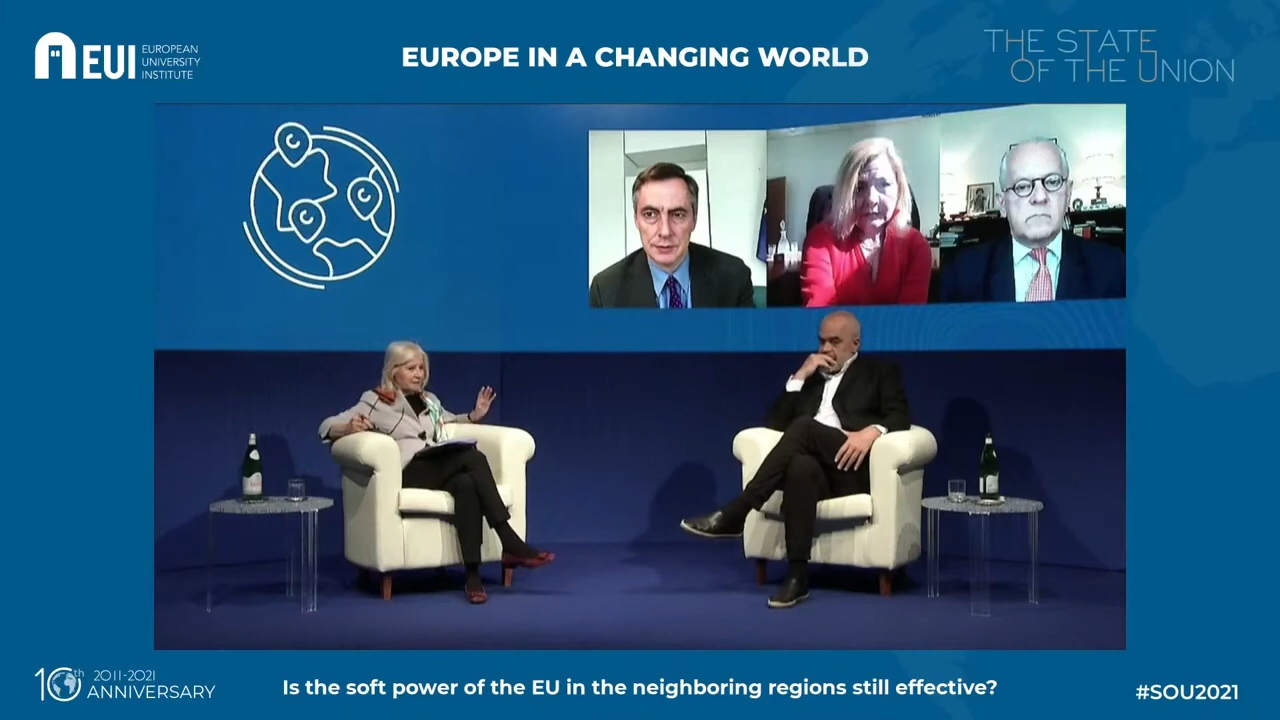 EUI
EUROPEAN
UNIVERSITY
INSTITUTE
EUROPE IN A CHANGING WORLD
THE STATE
OF THE UNION
10th
2011-2021
ANNIVERSARY
Is the soft power of the EU in the neighboring regions still effective?
#SOU2021